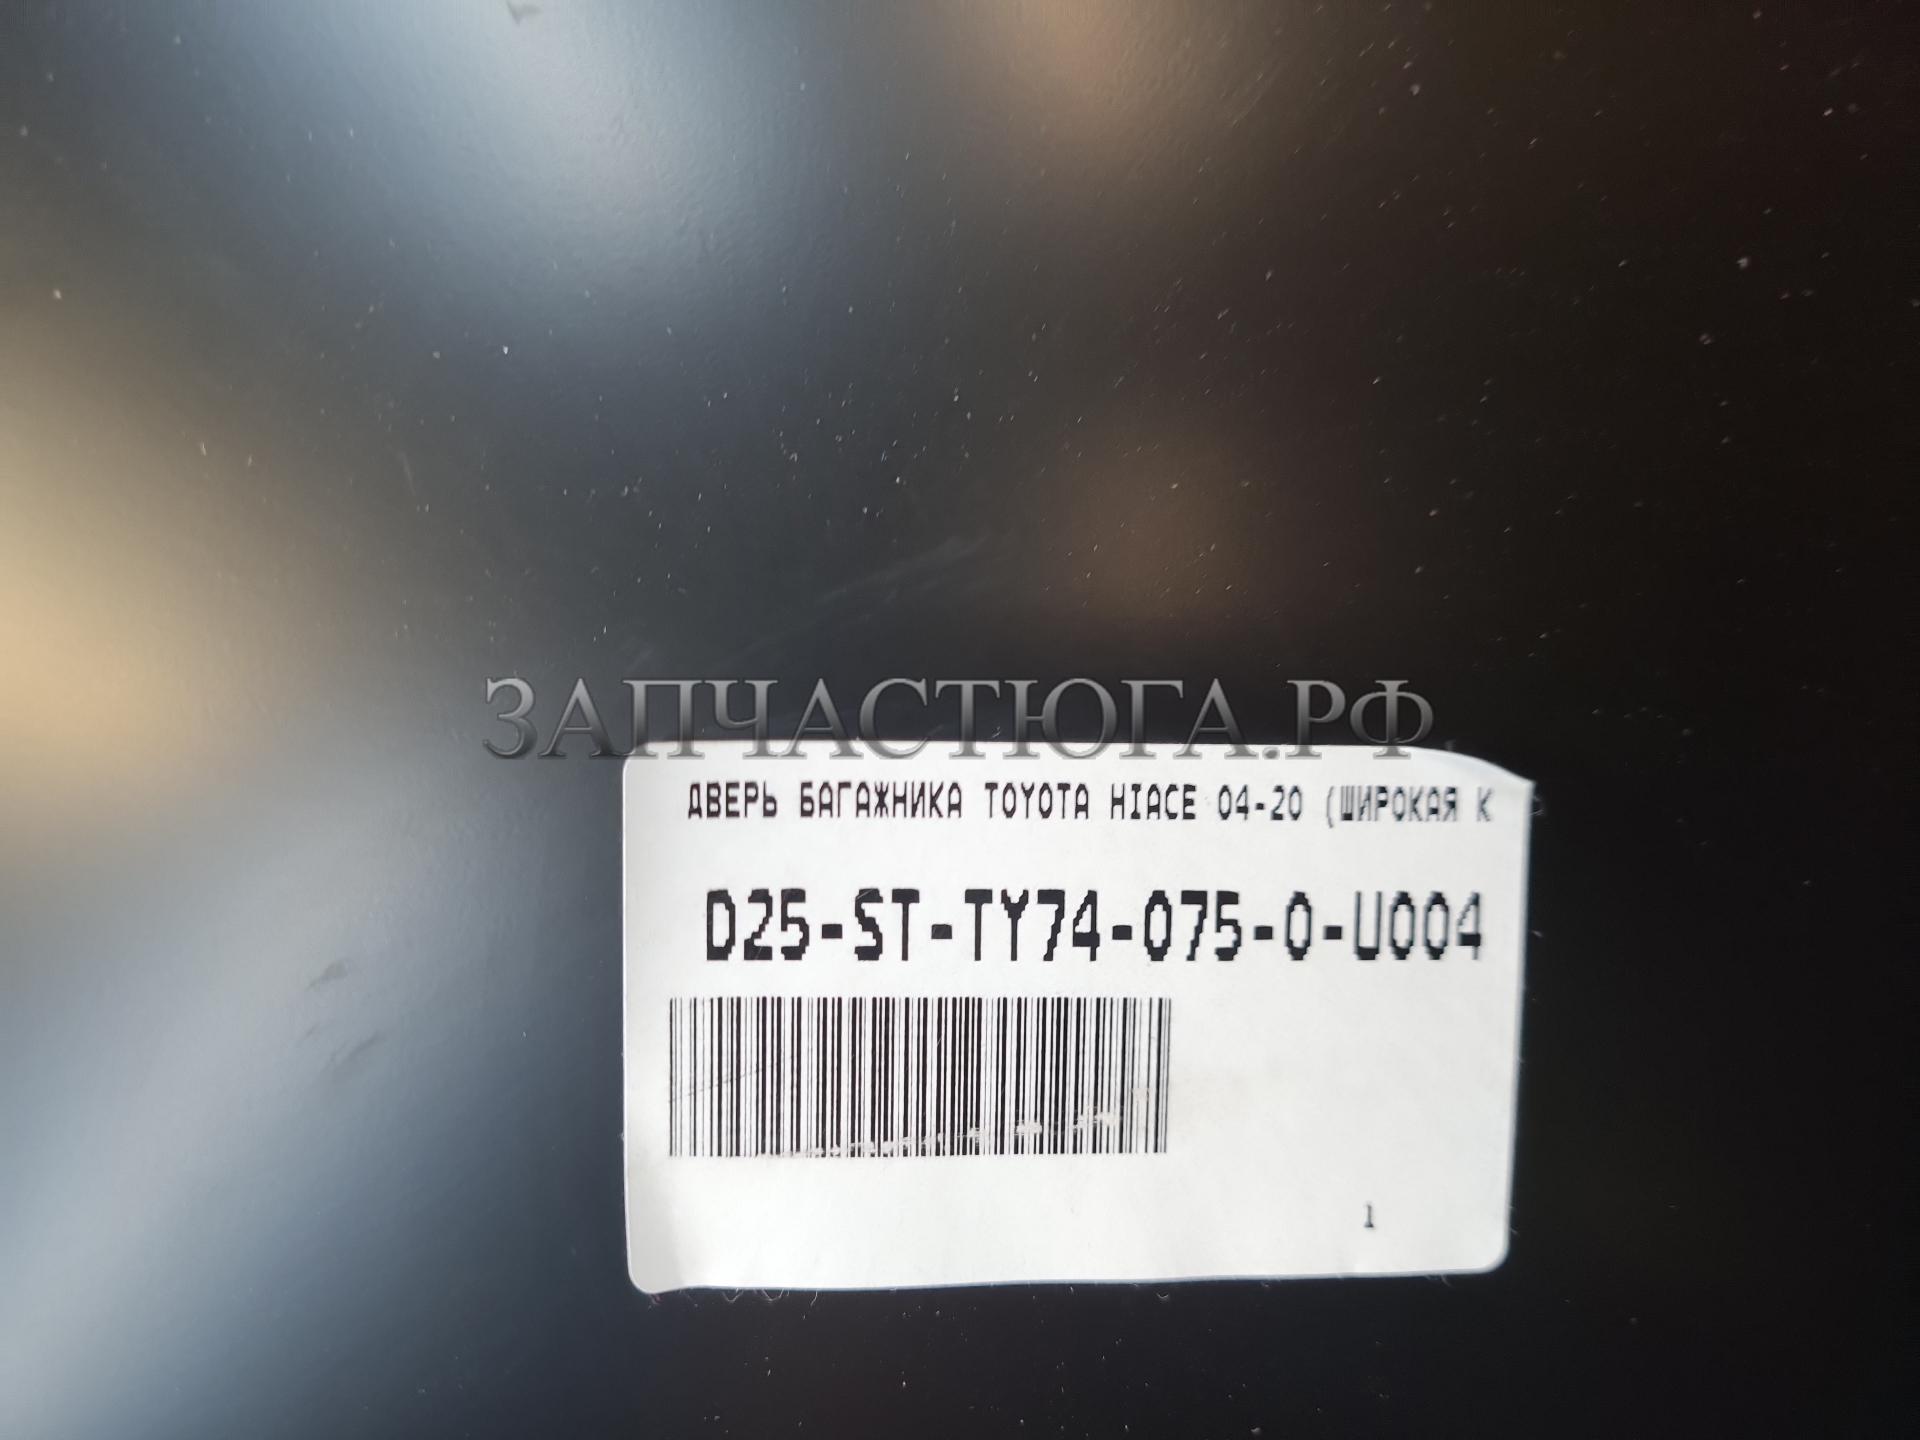 ЗАПЧАСТЮГА.РФ
ДВЕРЬ БАГАЖНИКА TOYOTA HIACE 04-20 (ШИРОКАЯ К
D25-ST-TY74-075-0-U004
1